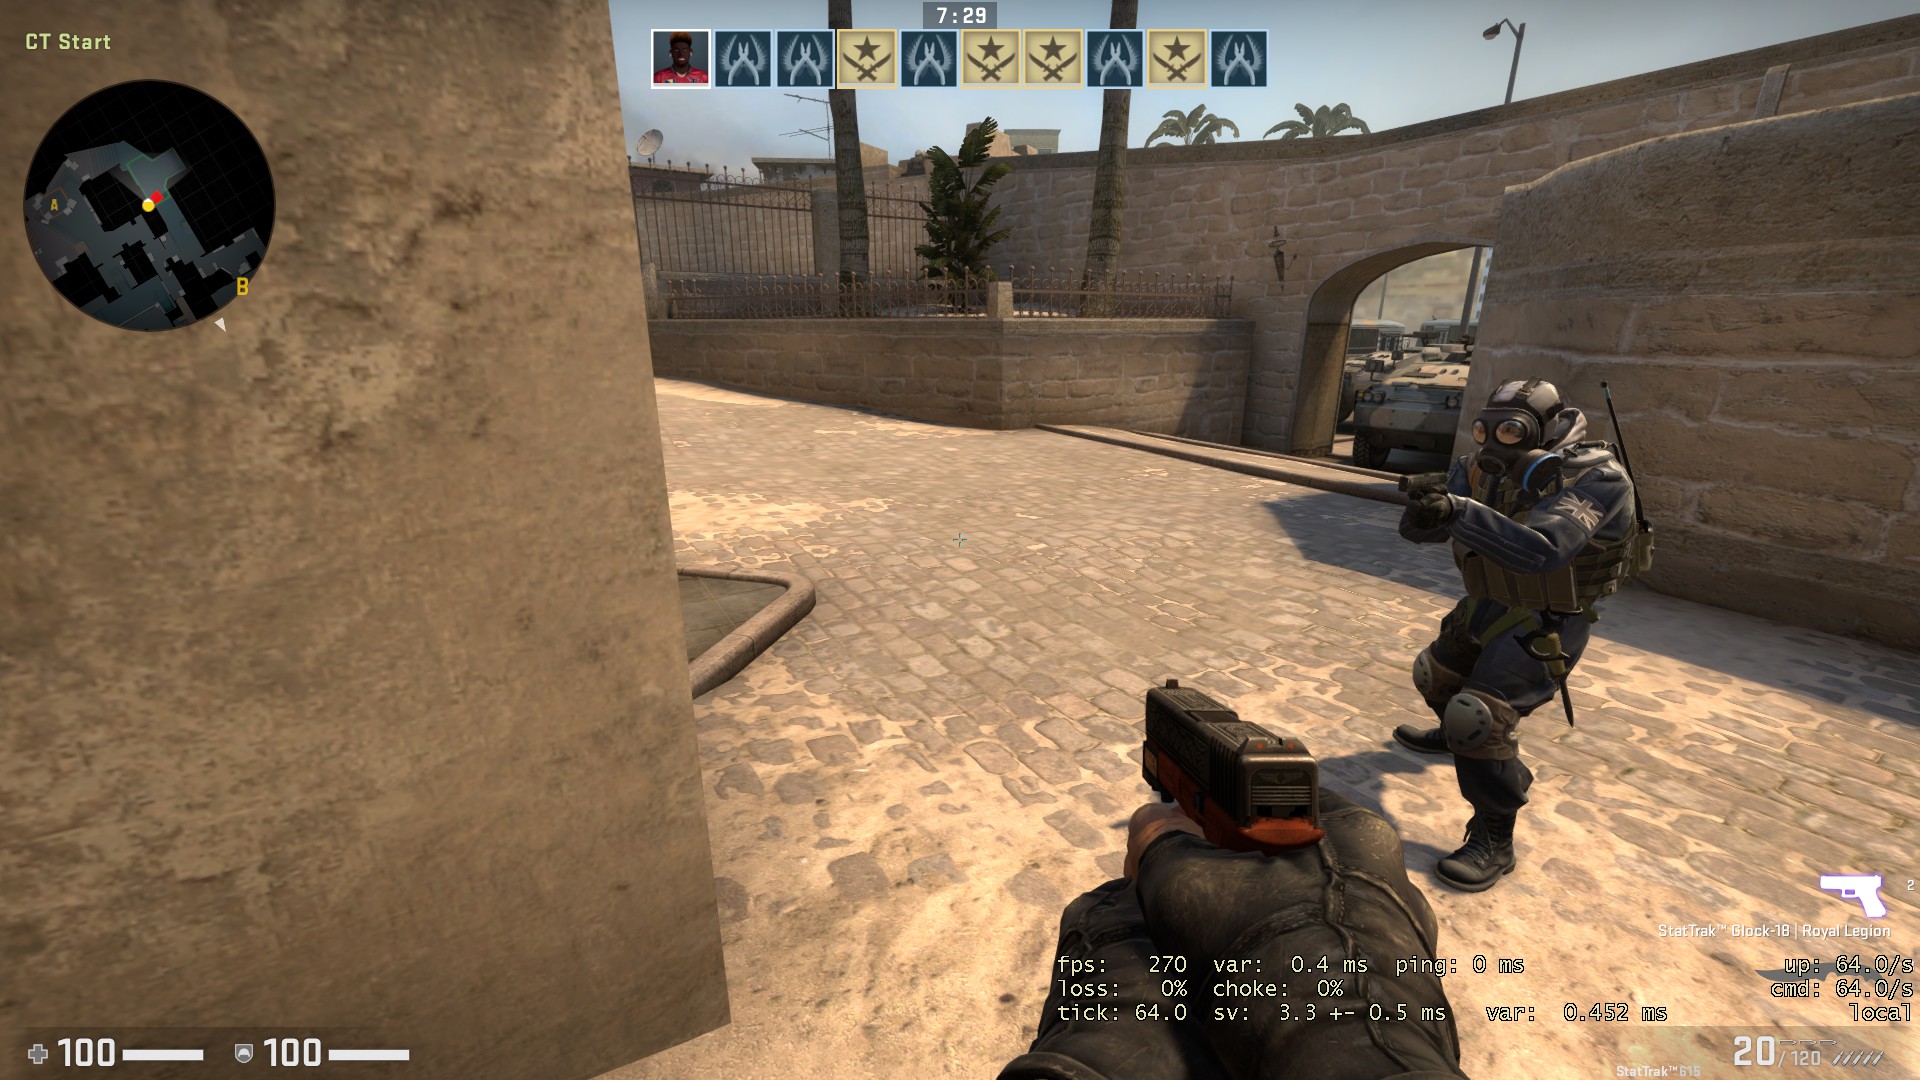 7:29
CT Start
A
B
2
StatTrak™ Glock-18 | Royal Legion
fps: 270 var: 0.4 ms ping: 0 ms up: 64.0/s
loss: 0% choke: 0% cmd: 64.0/s
tick: 64.0 sv: 3.3 +- 0.5 ms var: 0.452 ms local
100 100 20 / 120
StatTrak™615